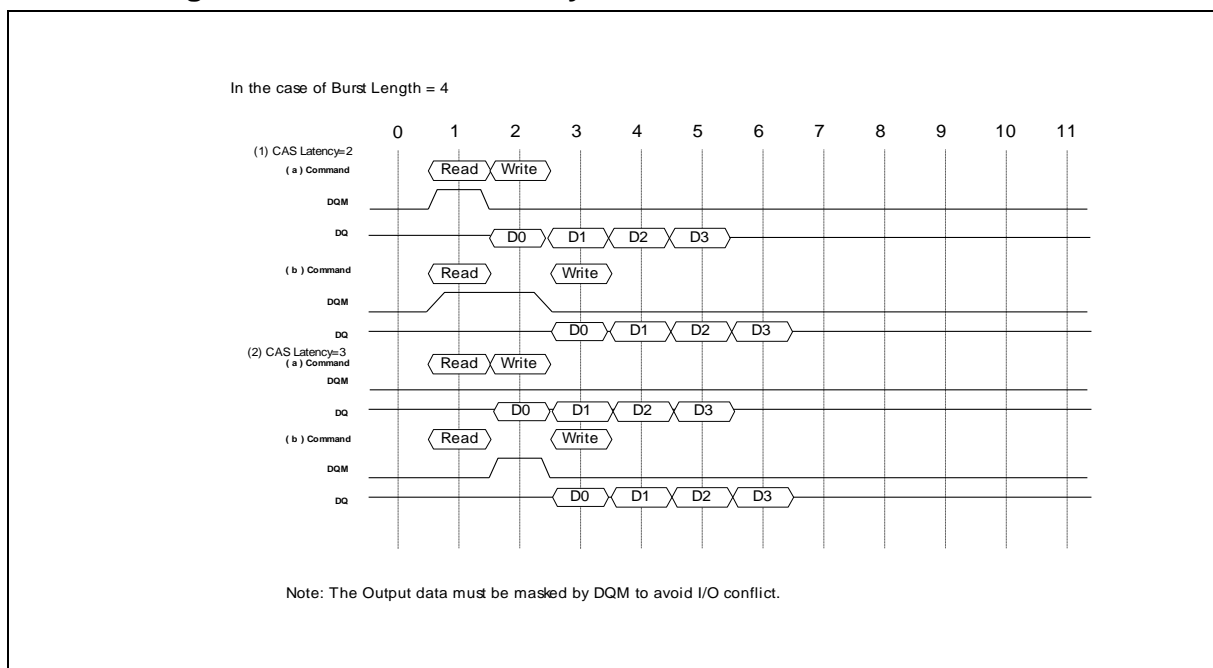 In the case of Burst Length = 4
0 1 2 3 4 5 6 7 8 9 10 11
(1) CAS Latency=2
( a ) Command Read Write
DQM
DQ D0 D1 D2 D3
( b ) Command Read Write
DQM
DQ D0 D1 D2 D3
(2) CAS Latency=3
( a ) Command Read Write
DQM
DQ D0 D1 D2 D3
( b ) Command Read Write
DQM
DQ D0 D1 D2 D3
Note: The Output data must be masked by DQM to avoid I/O conflict.